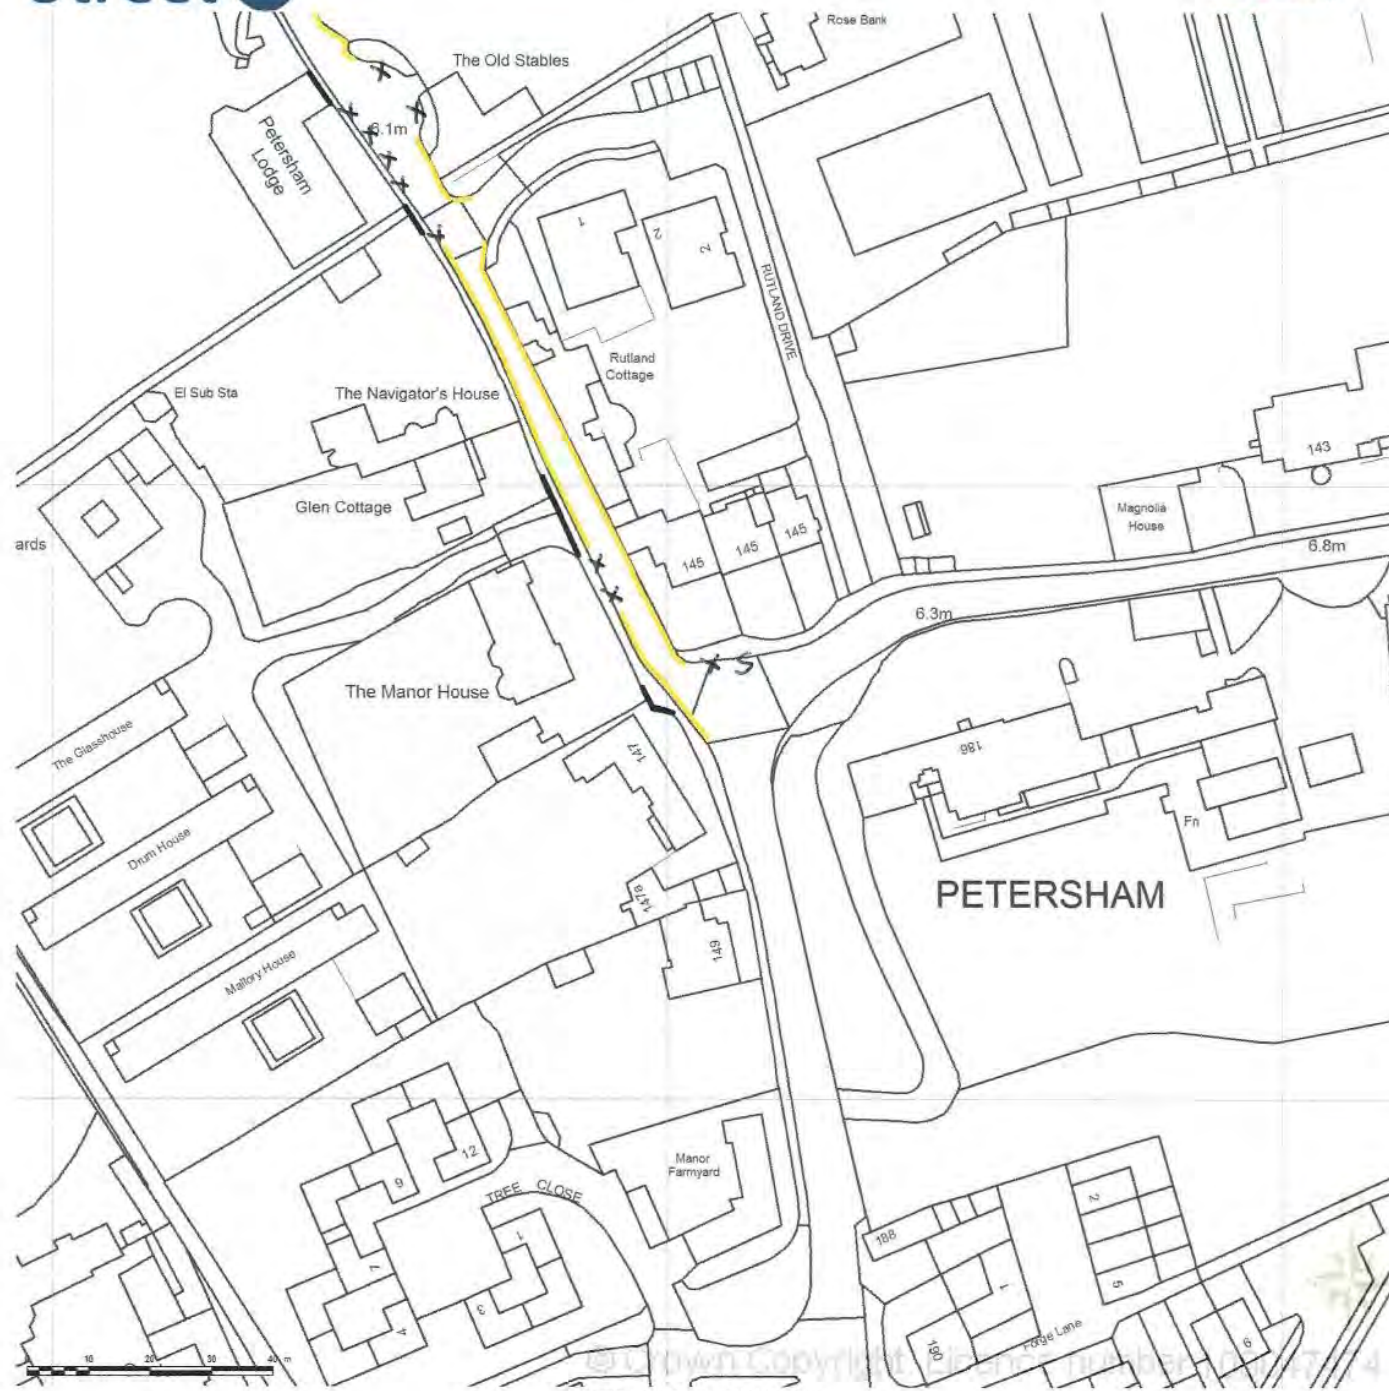 Rose Bank
The Old Stables
6.1m
Petersham
Lodge
1
2
2
RUTLAND DRIVE
Rutland
Cottage
El Sub Sta
The Navigator's House
143
Glen Cottage
Magnolia
House
ards
145
145
145
6.8m
6.3m
S
The Manor House
The Glasshouse
147
186
Drum House
Fn
PETERSHAM
147a
149
Mallory House
12
Manor
Farmyard
6
TREE CLOSE
2
1
188
7
3
4
1
5
Forge Lane
190
9
10 20 30 40 m
© Crown Copyright Licence number